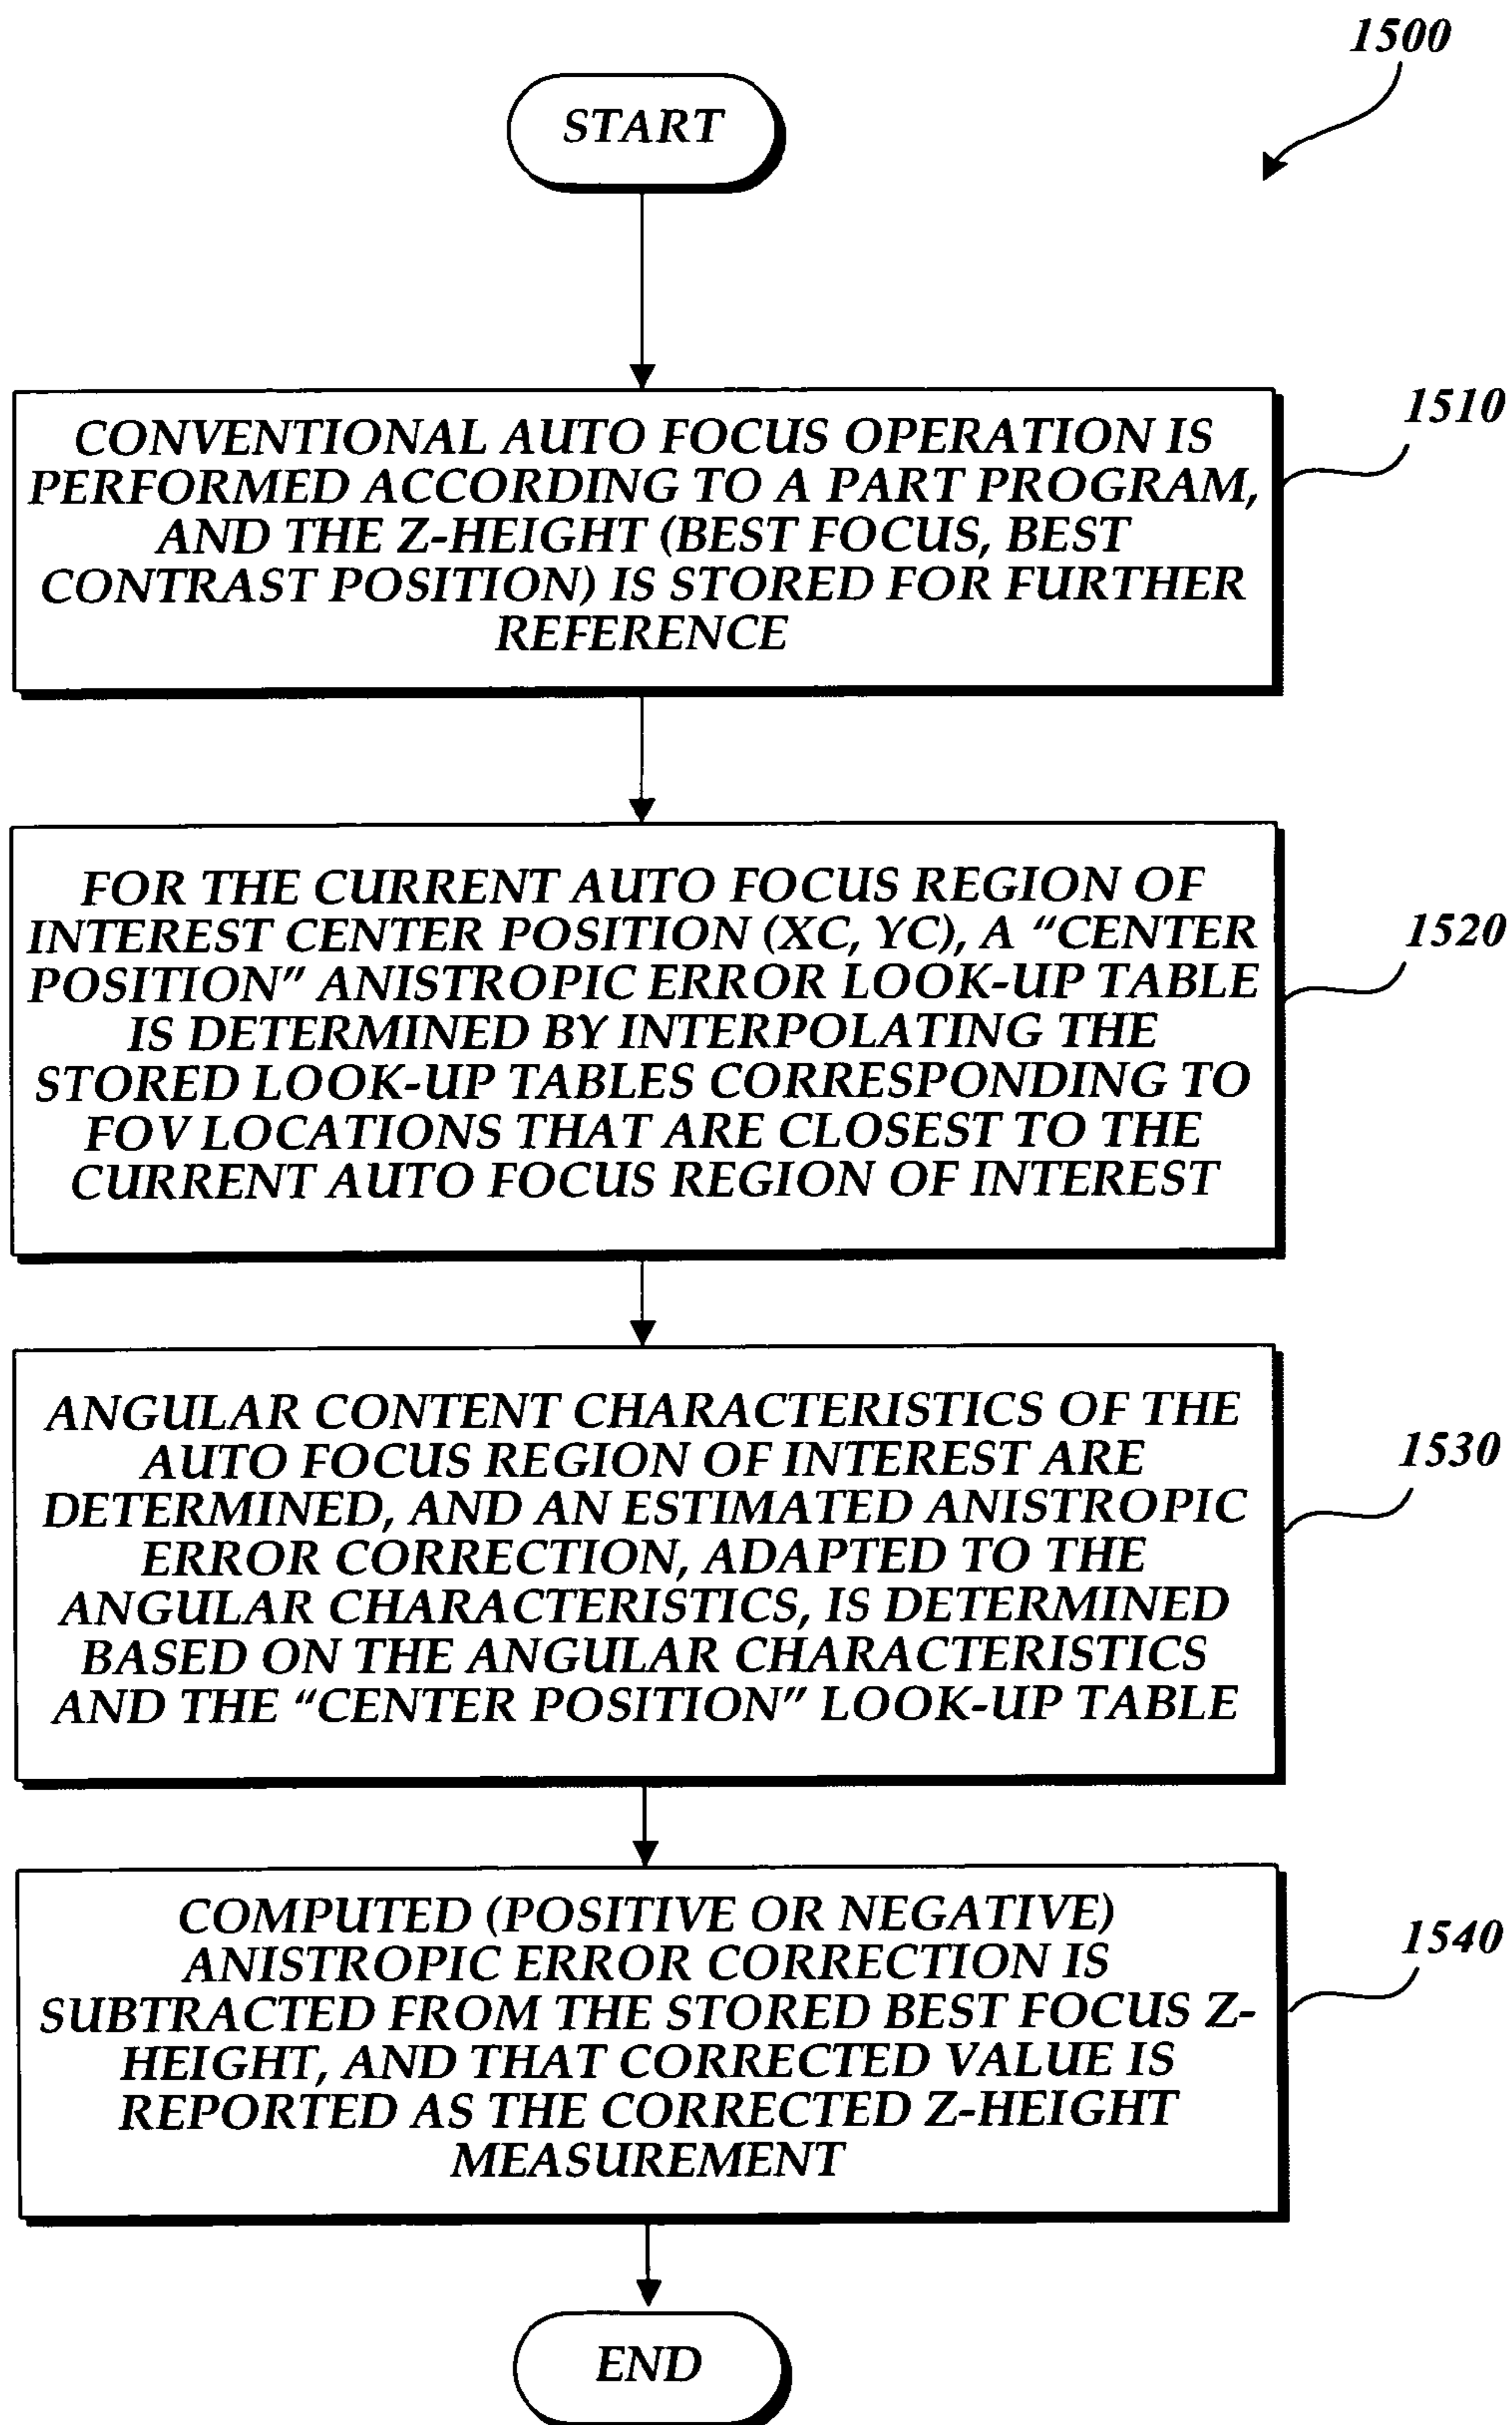 1500
START
1510
CONVENTIONAL AUTO FOCUS OPERATION IS
PERFORMED ACCORDING TO A PART PROGRAM,
AND THE Z-HEIGHT (BEST FOCUS, BEST
CONTRAST POSITION) IS STORED FOR FURTHER
REFERENCE
1520
FOR THE CURRENT AUTO FOCUS REGION OF
INTEREST CENTER POSITION (XC, YC), A “CENTER
POSITION” ANISTROPIC ERROR LOOK-UP TABLE
IS DETERMINED BY INTERPOLATING THE
STORED LOOK-UP TABLES CORRESPONDING TO
FOV LOCATIONS THAT ARE CLOSEST TO THE
CURRENT AUTO FOCUS REGION OF INTEREST
1530
ANGULAR CONTENT CHARACTERISTICS OF THE
AUTO FOCUS REGION OF INTEREST ARE
DETERMINED, AND AN ESTIMATED ANISTROPIC
ERROR CORRECTION, ADAPTED TO THE
ANGULAR CHARACTERISTICS, IS DETERMINED
BASED ON THE ANGULAR CHARACTERISTICS
AND THE “CENTER POSITION” LOOK-UP TABLE
1540
COMPUTED (POSITIVE OR NEGATIVE)
ANISTROPIC ERROR CORRECTION IS
SUBTRACTED FROM THE STORED BEST FOCUS Z-
HEIGHT, AND THAT CORRECTED VALUE IS
REPORTED AS THE CORRECTED Z-HEIGHT
MEASUREMENT
END